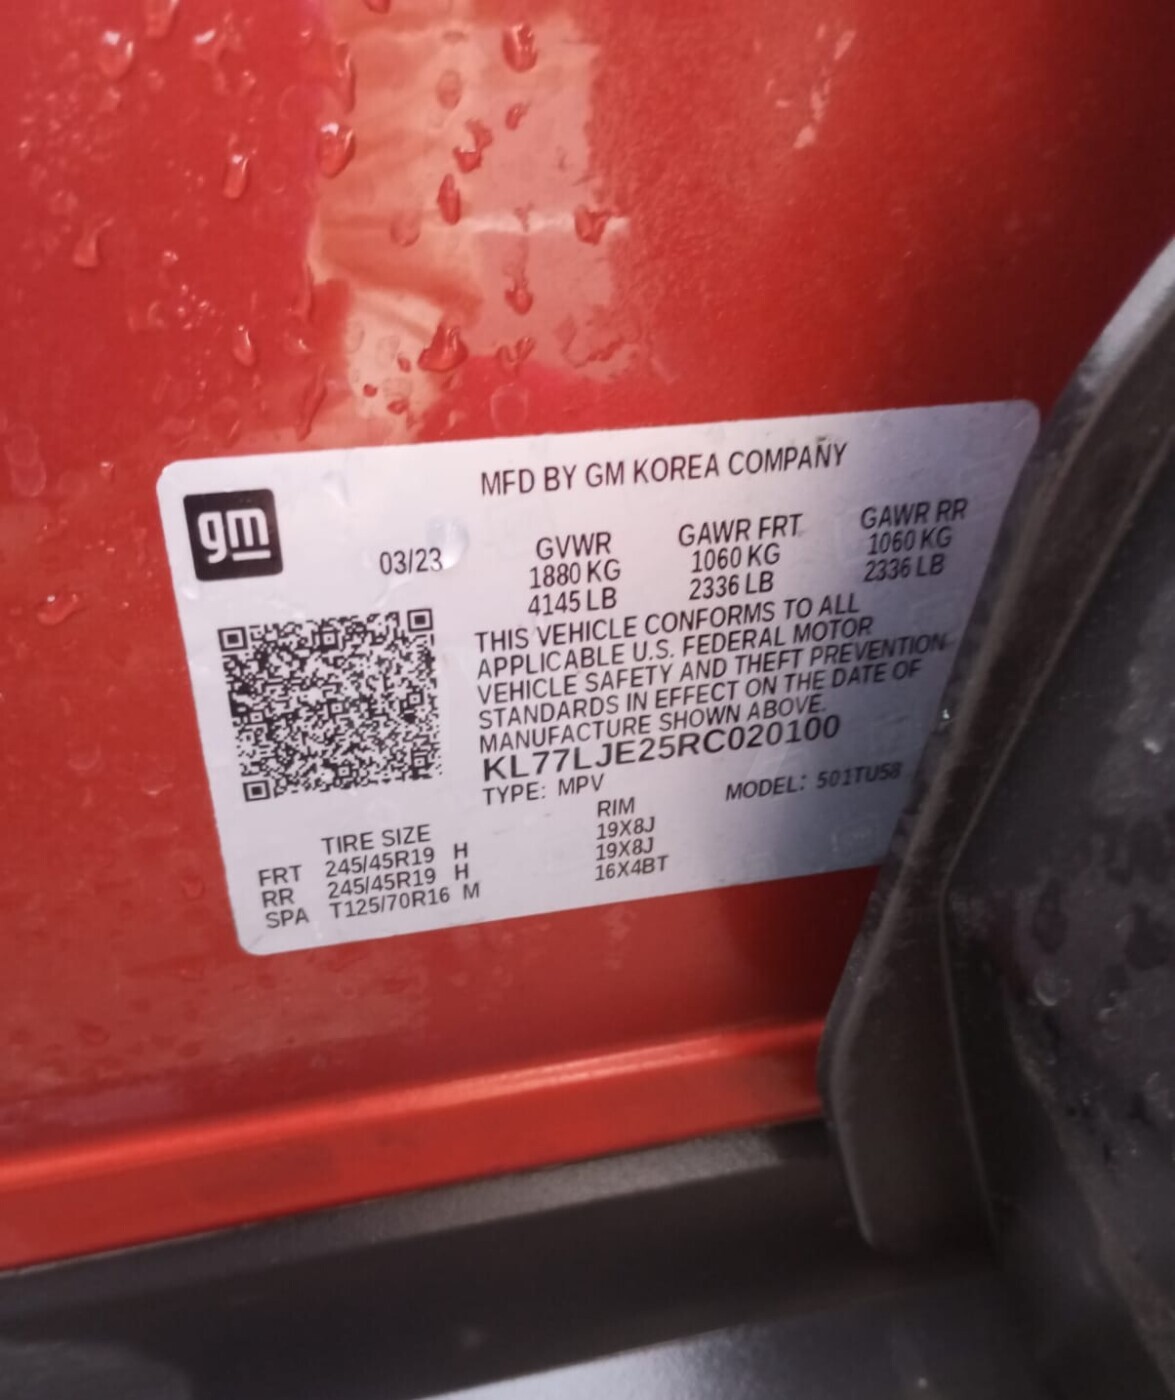 MFD BY GM KOREA COMPANY
gm
03/23
GVWR GAWR FRT GAWR RR
1880 KG 1060 KG 1060 KG
4145 LB 2336 LB 2336 LB
THIS VEHICLE CONFORMS TO ALL
APPLICABLE U.S. FEDERAL MOTOR
VEHICLE SAFETY AND THEFT PREVENTION
STANDARDS IN EFFECT ON THE DATE OF
MANUFACTURE SHOWN ABOVE.
KL77LJE25RC020100
TYPE: MPV MODEL: 501TU58
TIRE SIZE RIM
FRT 245/45R19 H 19X8J
RR 245/45R19 H 19X8J
SPA T125/70R16 M 16X4BT